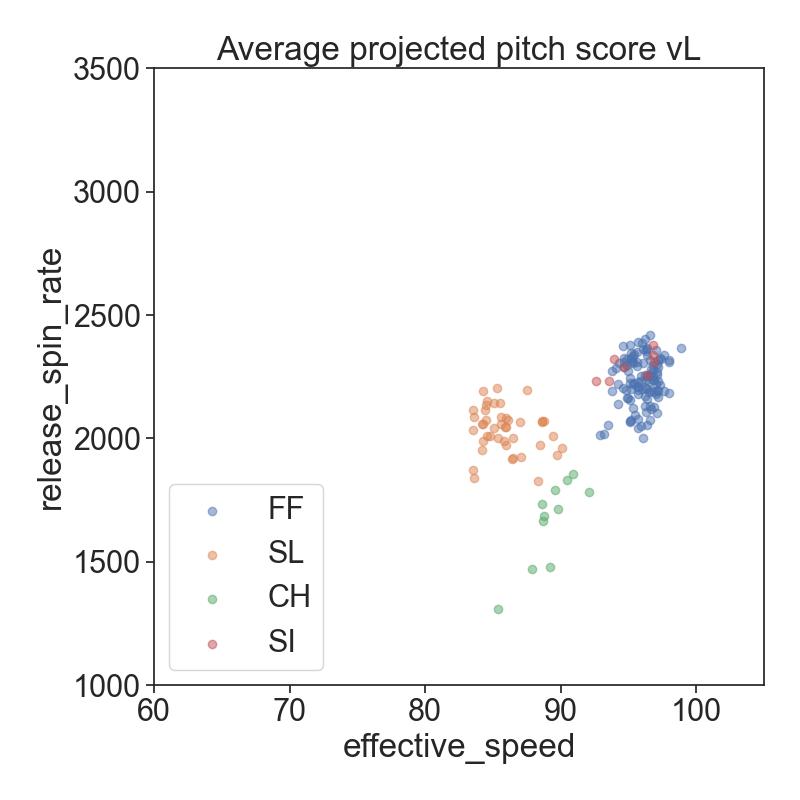 Average projected pitch score vL
3500
3000
2500
2000
1500
1000
release_spin_rate
FF
SL
CH
SI
60
70
80
90
100
effective_speed